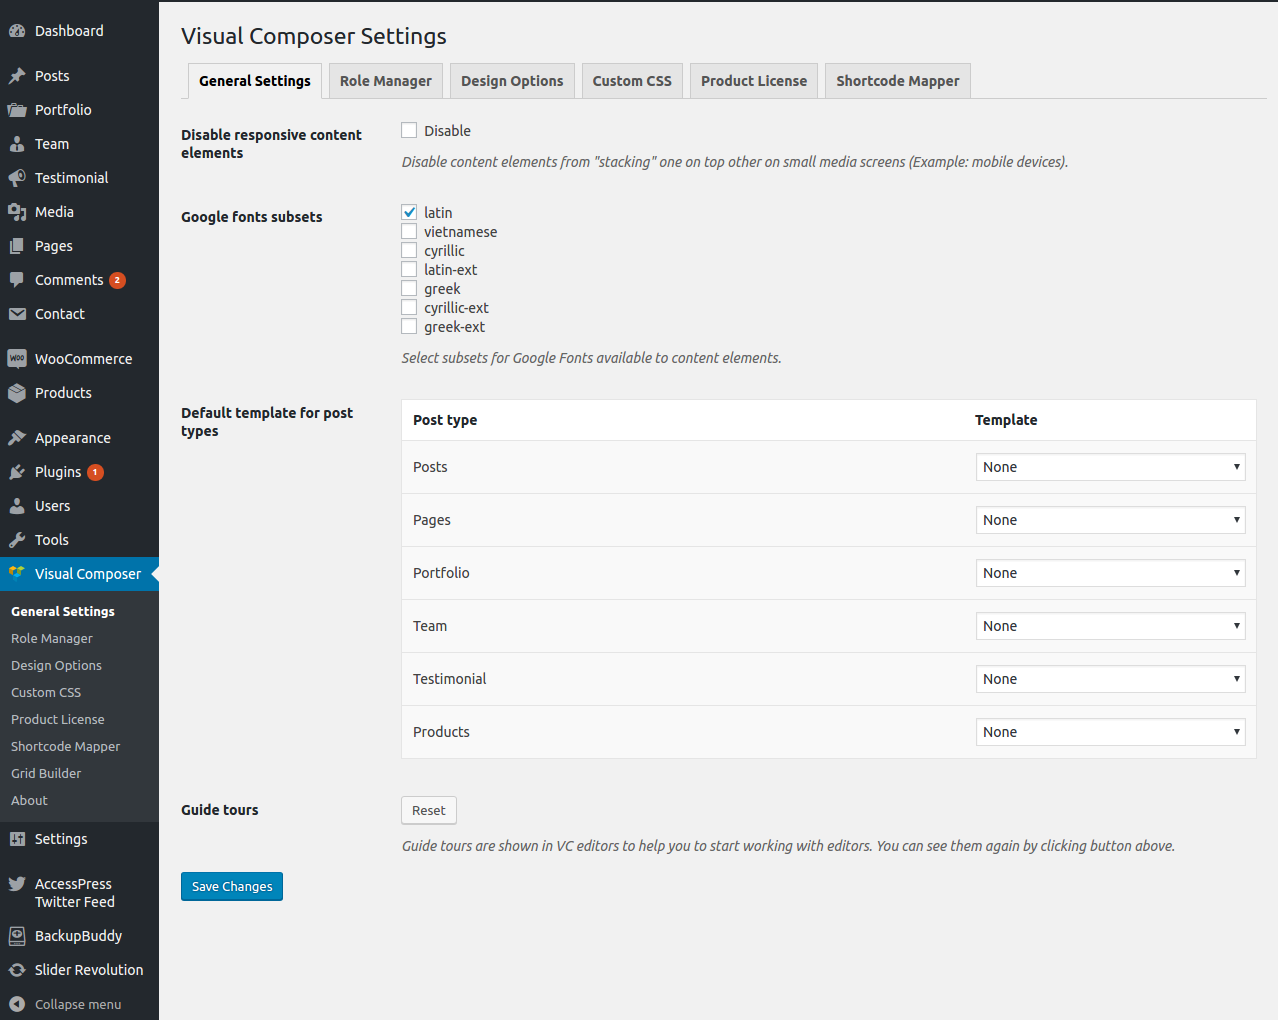 Dashboard
Posts
Portfolio
Team
Testimonial
Media
Pages
Comments 2
Contact
WOO WooCommerce
Products
Appearance
Plugins 1
Users
Tools
Visual Composer
General Settings
Role Manager
Design Options
Custom CSS
Product License
Shortcode Mapper
Grid Builder
About
Settings
AccessPress
Twitter Feed
BackupBuddy
Slider Revolution
Collapse menu
Visual Composer Settings
General Settings Role Manager Design Options Custom CSS Product License Shortcode Mapper
Disable responsive content
elements
Disable
Disable content elements from "stacking" one on top other on small media screens (Example: mobile devices).
Google fonts subsets
latin
vietnamese
cyrillic
latin-ext
greek
cyrillic-ext
greek-ext
Select subsets for Google Fonts available to content elements.
Default template for post
types
Post type Template
Posts None
Pages None
Portfolio None
Team None
Testimonial None
Products None
Guide tours
Reset
Guide tours are shown in VC editors to help you to start working with editors. You can see them again by clicking button above.
Save Changes